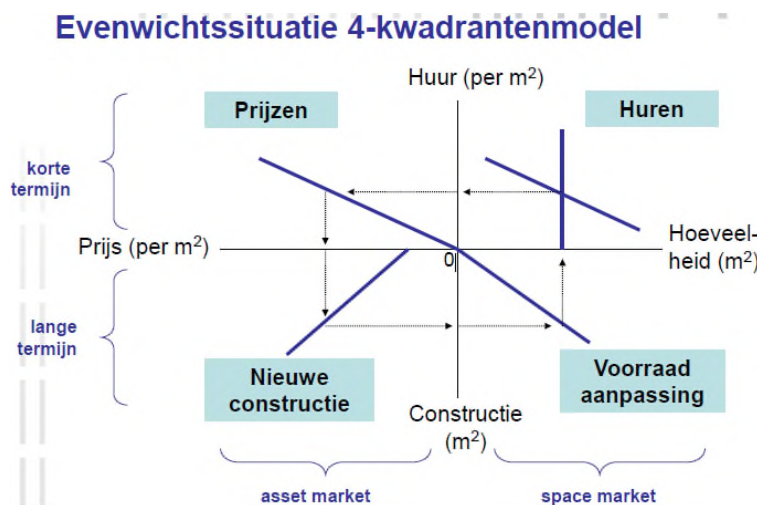 Evenwichtssituatie 4-kwadrantenmodel
Huur (per m²)
Prijzen
Huren
korte
termijn
Prijs (per m²)
0
Hoeveel-
heid (m²)
lange
termijn
Nieuwe
constructie
Voorraad
aanpassing
Constructie
(m²)
asset market
space market